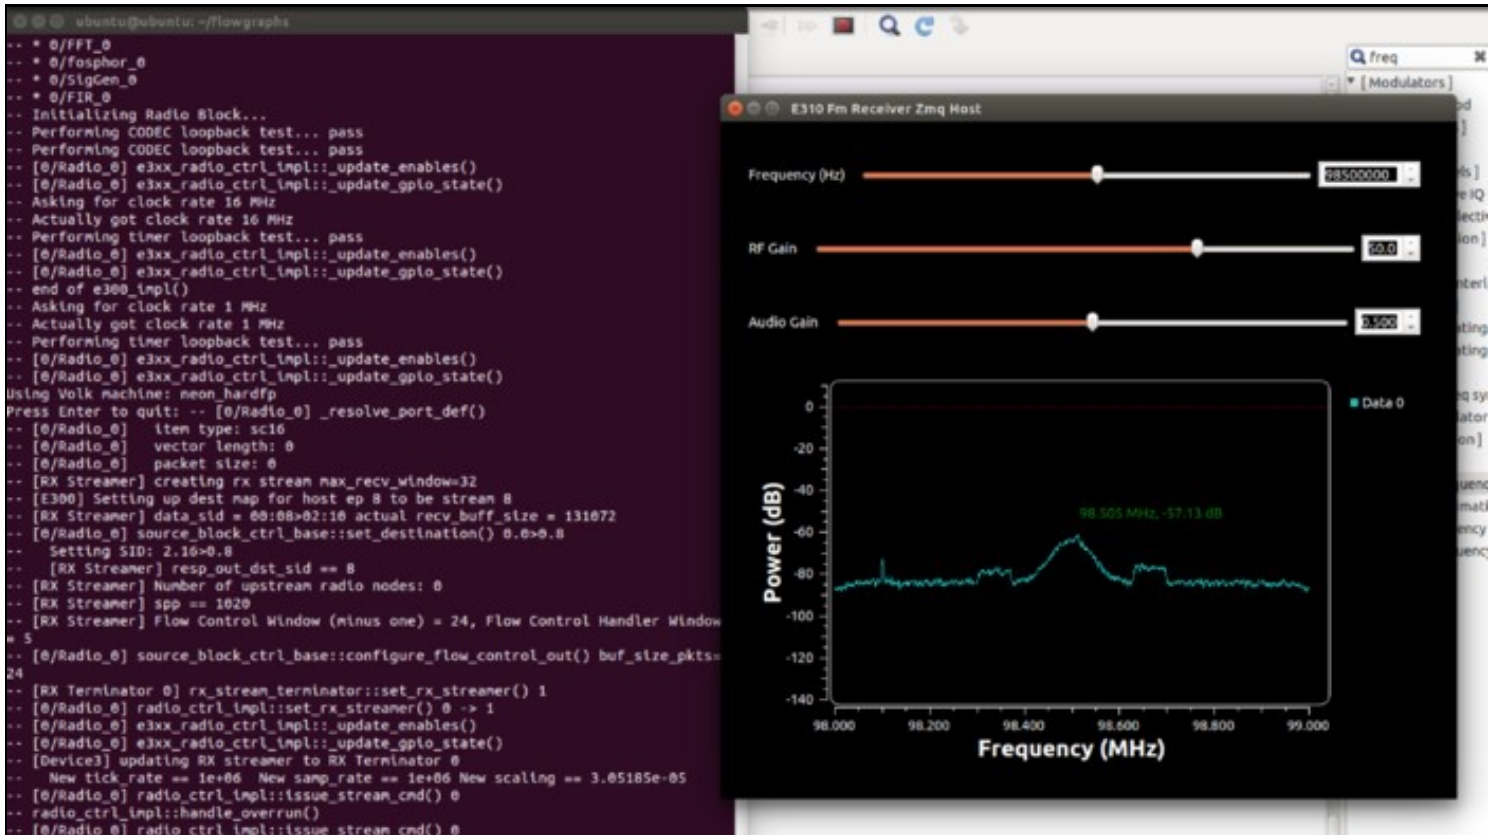 ubuntu@ubuntu: ~/flowgraphs
-- * 0/FFT_0
-- * 0/fosphor_0
-- * 0/SigGen_0
-- * 0/FIR_0
-- Initializing Radio Block...
-- Performing CODEC loopback test... pass
-- Performing CODEC loopback test... pass
-- [0/Radio_0] e3xx_radio_ctrl_impl::_update_enables()
-- [0/Radio_0] e3xx_radio_ctrl_impl::_update_gpio_state()
-- Asking for clock rate 16 MHz
-- Actually got clock rate 16 MHz
-- Performing timer loopback test... pass
-- [0/Radio_0] e3xx_radio_ctrl_impl::_update_enables()
-- [0/Radio_0] e3xx_radio_ctrl_impl::_update_gpio_state()
-- end of e300_impl()
-- Asking for clock rate 1 MHz
-- Actually got clock rate 1 MHz
-- Performing timer loopback test... pass
-- [0/Radio_0] e3xx_radio_ctrl_impl::_update_enables()
-- [0/Radio_0] e3xx_radio_ctrl_impl::_update_gpio_state()
Using Volk machine: neon_hardfp
Press Enter to quit: -- [0/Radio_0] _resolve_port_def()
-- [0/Radio_0] item type: sc16
-- [0/Radio_0] vector length: 0
-- [0/Radio_0] packet size: 0
-- [RX Streamer] creating rx stream max_recv_window=32
-- [E300] Setting up dest map for host ep 8 to be stream 8
-- [RX Streamer] data_sid = 00:08>02:10 actual recv_buff_size = 131072
-- [0/Radio_0] source_block_ctrl_base::set_destination() 0.0>0.8
-- Setting SID: 2.16>0.8
-- [RX Streamer] resp_out_dst_sid == 8
-- [RX Streamer] Number of upstream radio nodes: 0
-- [RX Streamer] spp == 1020
-- [RX Streamer] Flow Control Window (minus one) = 24, Flow Control Handler Window
= 5
-- [0/Radio_0] source_block_ctrl_base::configure_flow_control_out() buf_size_pkts=
24
-- [RX Terminator 0] rx_stream_terminator::set_rx_streamer() 1
-- [0/Radio_0] radio_ctrl_impl::set_rx_streamer() 0 -> 1
-- [0/Radio_0] e3xx_radio_ctrl_impl::_update_enables()
-- [0/Radio_0] e3xx_radio_ctrl_impl::_update_gpio_state()
-- [Device3] updating RX streamer to RX Terminator 0
-- New tick_rate == 1e+06 New samp_rate == 1e+06 New scaling == 3.05185e-05
-- [0/Radio_0] radio_ctrl_impl::issue_stream_cmd() 0
-- radio_ctrl_impl::handle_overrun()
-- [0/Radio_0] radio_ctrl_impl::issue_stream_cmd() 0
freq
[Modulators]
E310 Fm Receiver Zmq Host
Frequency (Hz) 98500000
RF Gain 50.0
Audio Gain 0.500
Data 0
98.505 MHz, -57.13 dB
Power (dB)
0
-20
-40
-60
-80
-100
-120
-140
98.000 98.200 98.400 98.600 98.800 99.000
Frequency (MHz)